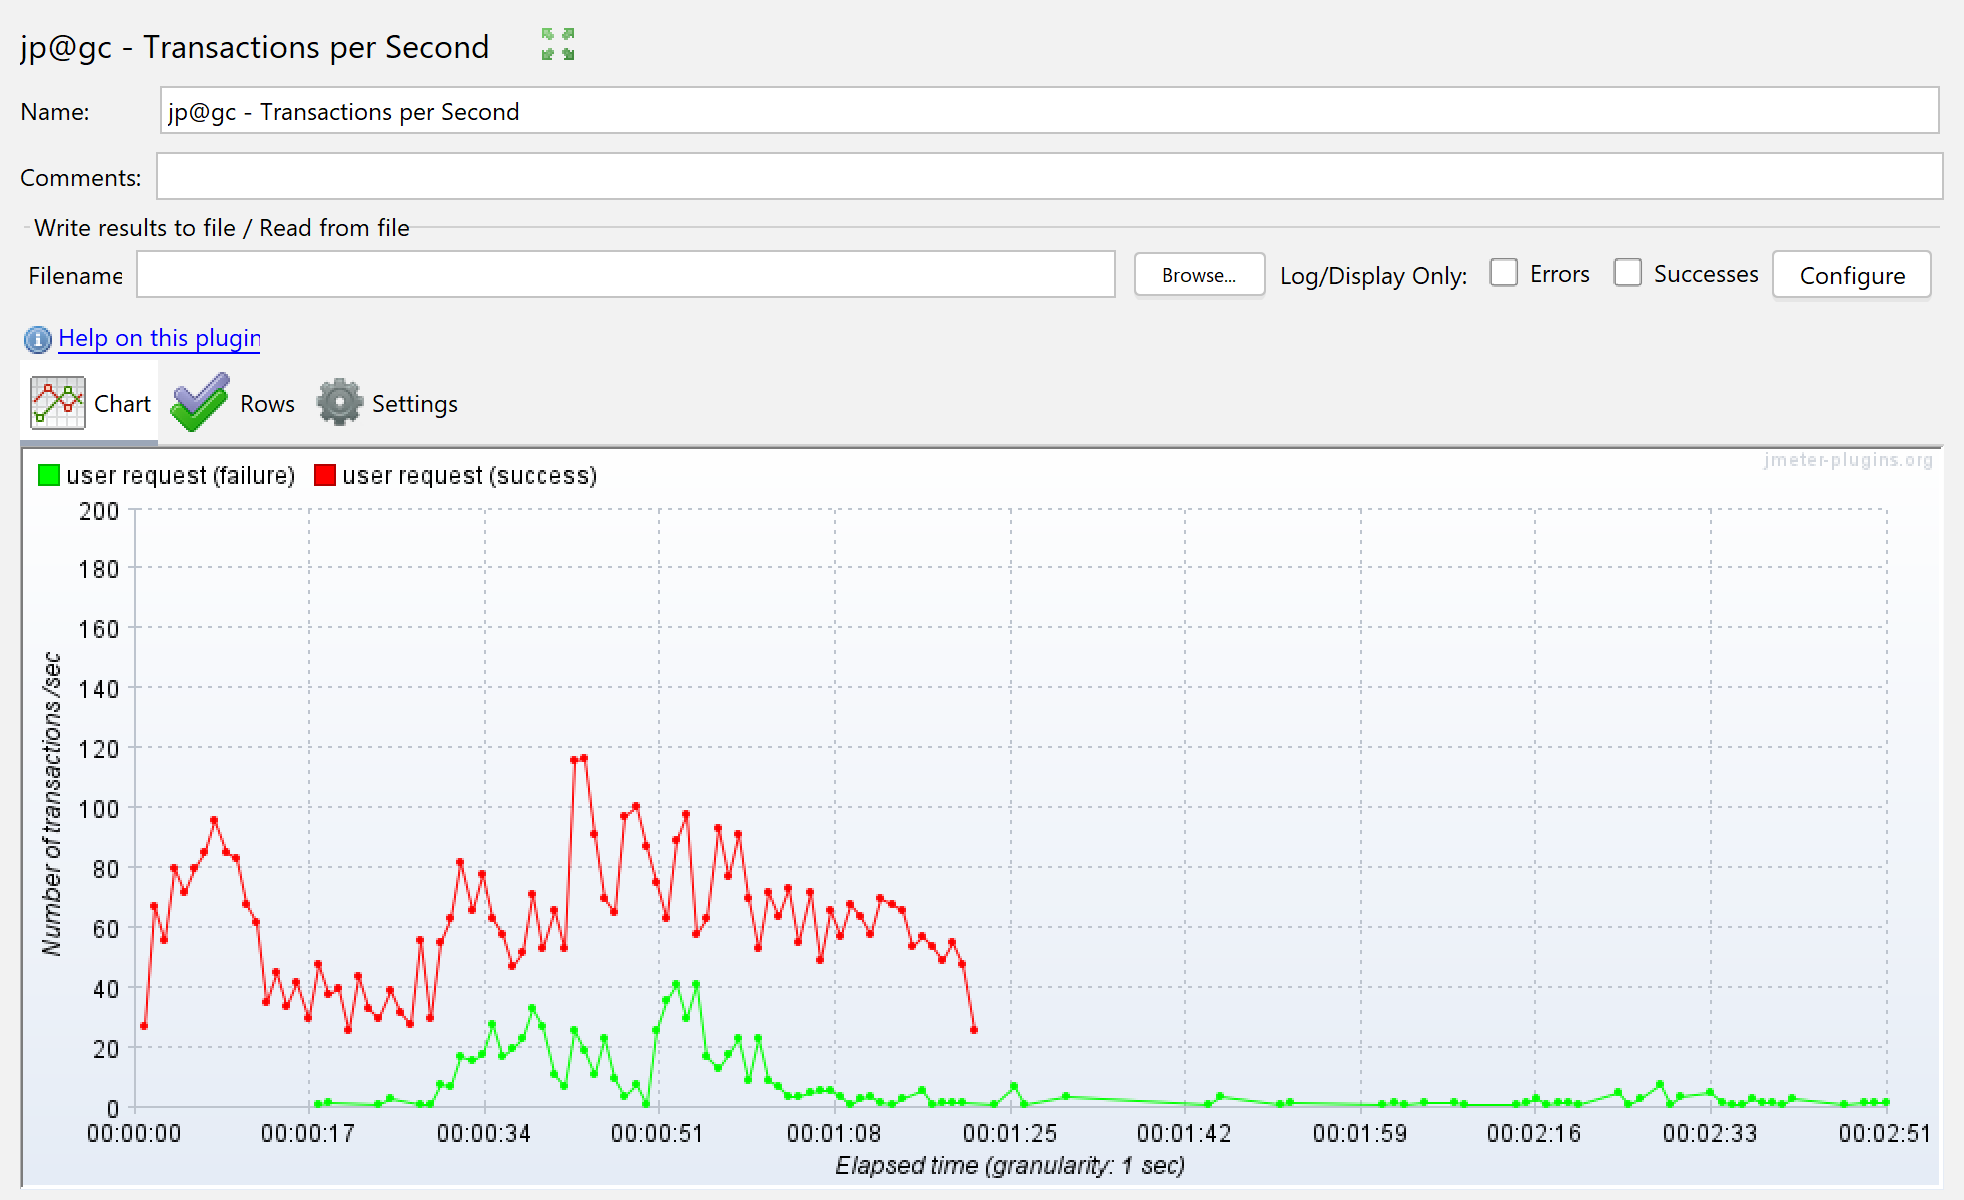 jp@gc - Transactions per Second
Name: jp@gc - Transactions per Second
Comments:
Write results to file / Read from file
Filename Browse... Log/Display Only: Errors Successes Configure
Help on this plugin
Chart Rows Settings
user request (failure) user request (success)
jmeter-plugins.org
200
180
160
140
120
100
80
60
40
20
0
Number of transactions /sec
00:00:00 00:00:17 00:00:34 00:00:51 00:01:08 00:01:25 00:01:42 00:01:59 00:02:16 00:02:33 00:02:51
Elapsed time (granularity: 1 sec)